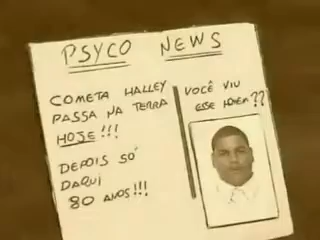 PSYCO NEWS
COMETA HALLEY
PASSA NA TERRA
HOJE!!!
DEPOIS SÓ
DAQUI
80 ANOS!!!
VOCÊ VIU
ESSE HOMEM??